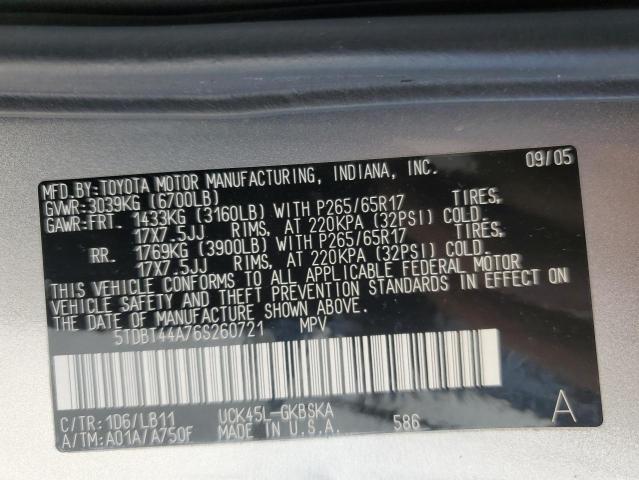 MFD.BY:TOYOTA MOTOR MANUFACTURING, INDIANA, INC. 09/05
GVWR:3039KG (6700LB)
GAWR:FRT. 1433KG (3160LB) WITH P265/65R17 TIRES,
17X7.5JJ RIMS, AT 220KPA (32PSI) COLD.
RR. 1769KG (3900LB) WITH P265/65R17 TIRES,
17X7.5JJ RIMS, AT 220KPA (32PSI) COLD.
THIS VEHICLE CONFORMS TO ALL APPLICABLE FEDERAL MOTOR
VEHICLE SAFETY AND THEFT PREVENTION STANDARDS IN EFFECT ON
THE DATE OF MANUFACTURE SHOWN ABOVE.
5TDBT44A76S260721 MPV
C/TR:1D6/LB11 UCK45L-GKBSKA A
A/TM:A01A/A750F MADE IN U.S.A. 586